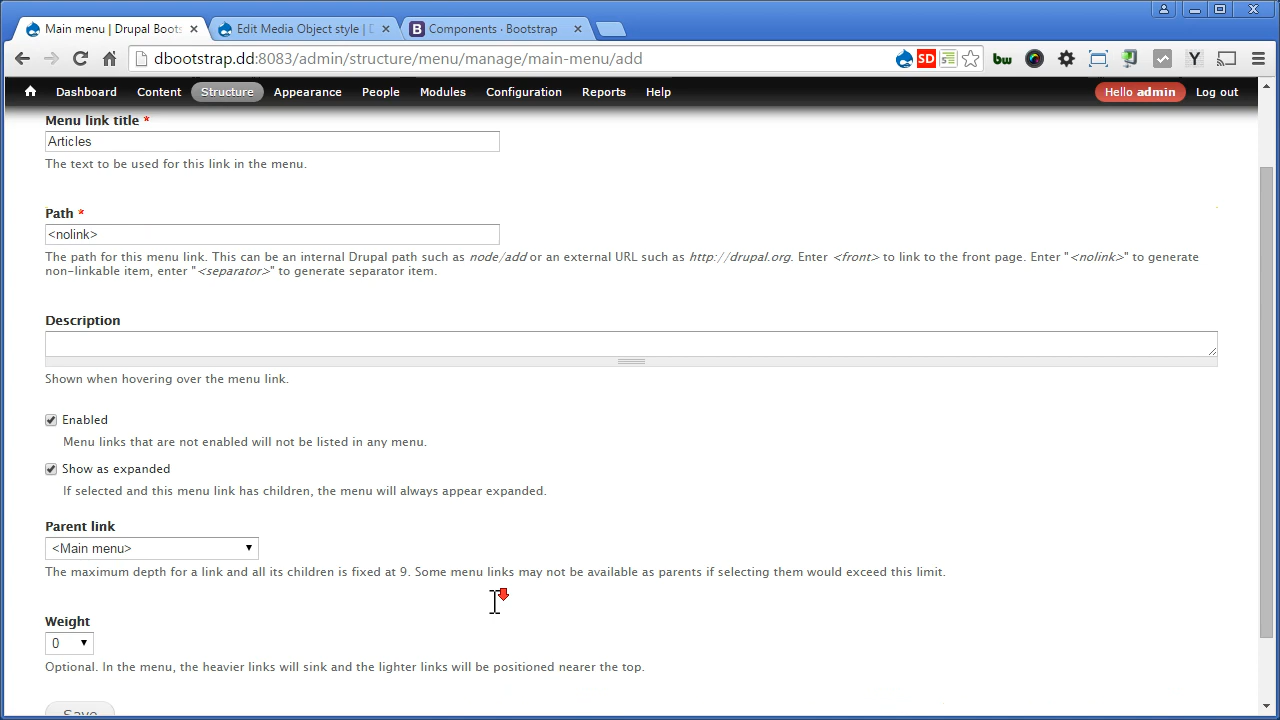 Main menu | Drupal Boots
Edit Media Object style | D
Components · Bootstrap
dbootstrap.dd:8083/admin/structure/menu/manage/main-menu/add
SD
bw
Y
Dashboard Content Structure Appearance People Modules Configuration Reports Help Hello admin Log out
Menu link title *
Articles
The text to be used for this link in the menu.
Path *
<nolink>
The path for this menu link. This can be an internal Drupal path such as node/add or an external URL such as http://drupal.org. Enter <front> to link to the front page. Enter "<nolink>" to generate
non-linkable item, enter "<separator>" to generate separator item.
Description
Shown when hovering over the menu link.
Enabled
Menu links that are not enabled will not be listed in any menu.
Show as expanded
If selected and this menu link has children, the menu will always appear expanded.
Parent link
<Main menu>
The maximum depth for a link and all its children is fixed at 9. Some menu links may not be available as parents if selecting them would exceed this limit.
Weight
0
Optional. In the menu, the heavier links will sink and the lighter links will be positioned nearer the top.
Save